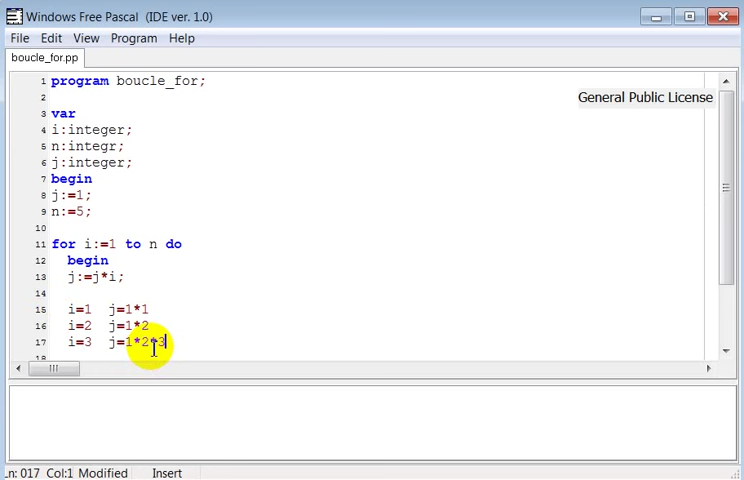 Windows Free Pascal (IDE ver. 1.0)
File Edit View Program Help
boucle_for.pp
1 program boucle_for;
General Public License
2
3 var
4 i:integer;
5 n:integr;
6 j:integer;
7 begin
8 j:=1;
9 n:=5;
10
11 for i:=1 to n do
12 begin
13 j:=j*i;
14
15 i=1 j=1*1
16 i=2 j=1*2
17 i=3 j=1*2*3
18
Ln: 017 Col:1 Modified Insert